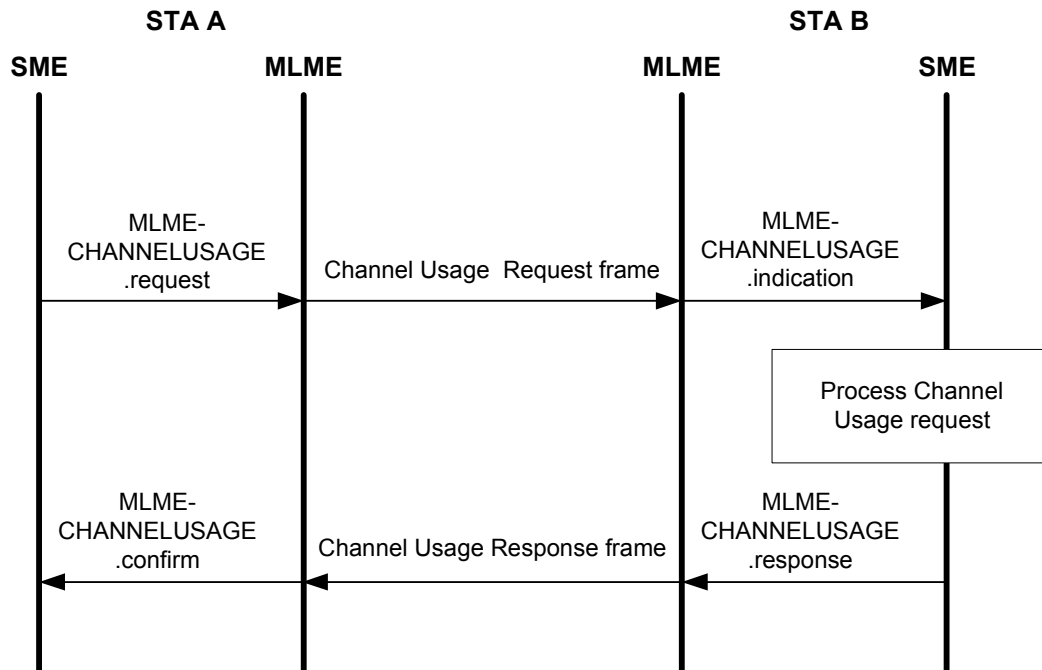 STA A
STA B
SME
MLME
MLME
SME
MLME-
CHANNELUSAGE
.request
Channel Usage Request frame
MLME-
CHANNELUSAGE
.indication
Process Channel
Usage request
MLME-
CHANNELUSAGE
.confirm
Channel Usage Response frame
MLME-
CHANNELUSAGE
.response